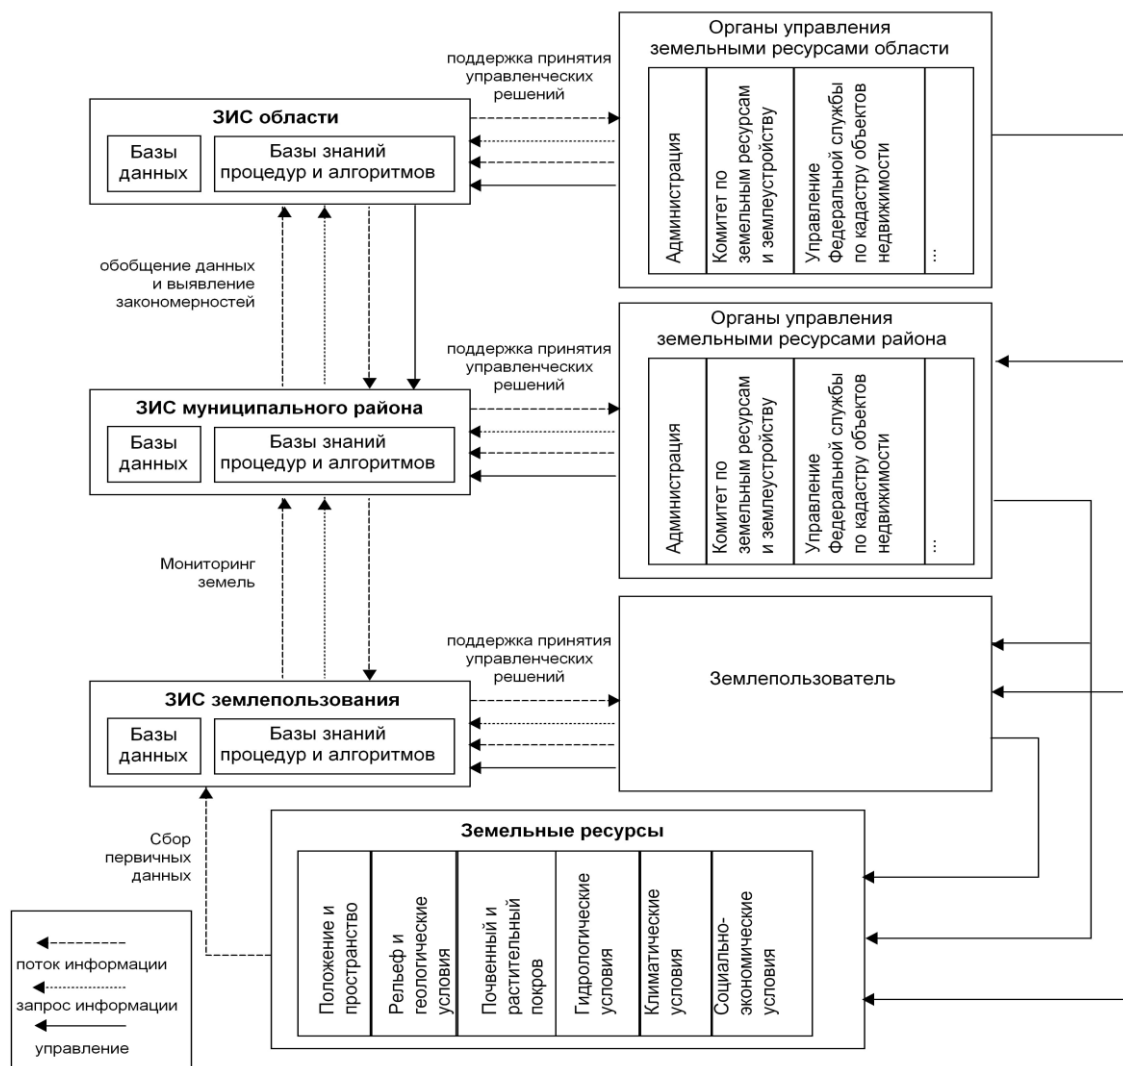 Органы управления
земельными ресурсами области
Администрация
Комитет по
земельным ресурсам
и землеустройству
Управление
Федеральной службы
по кадастру объектов
недвижимости
...
поддержка принятия
управленческих
решений
ЗИС области
Базы
данных
Базы знаний
процедур и алгоритмов
обобщение данных
и выявление
закономерностей
Органы управления
земельными ресурсами района
Администрация
Комитет по
земельным ресурсам
и землеустройству
Управление
Федеральной службы
по кадастру объектов
недвижимости
...
поддержка принятия
управленческих
решений
ЗИС муниципального района
Базы
данных
Базы знаний
процедур и алгоритмов
Мониторинг
земель
поддержка принятия
управленческих
решений
Землепользователь
ЗИС землепользования
Базы
данных
Базы знаний
процедур и алгоритмов
Сбор
первичных
данных
Земельные ресурсы
Положение и
пространство
Рельеф и
геологические
условия
Почвенный и
растительный
покров
Гидрологические
условия
Климатические
условия
Социально-
экономические
условия
поток информации
запрос информации
управление